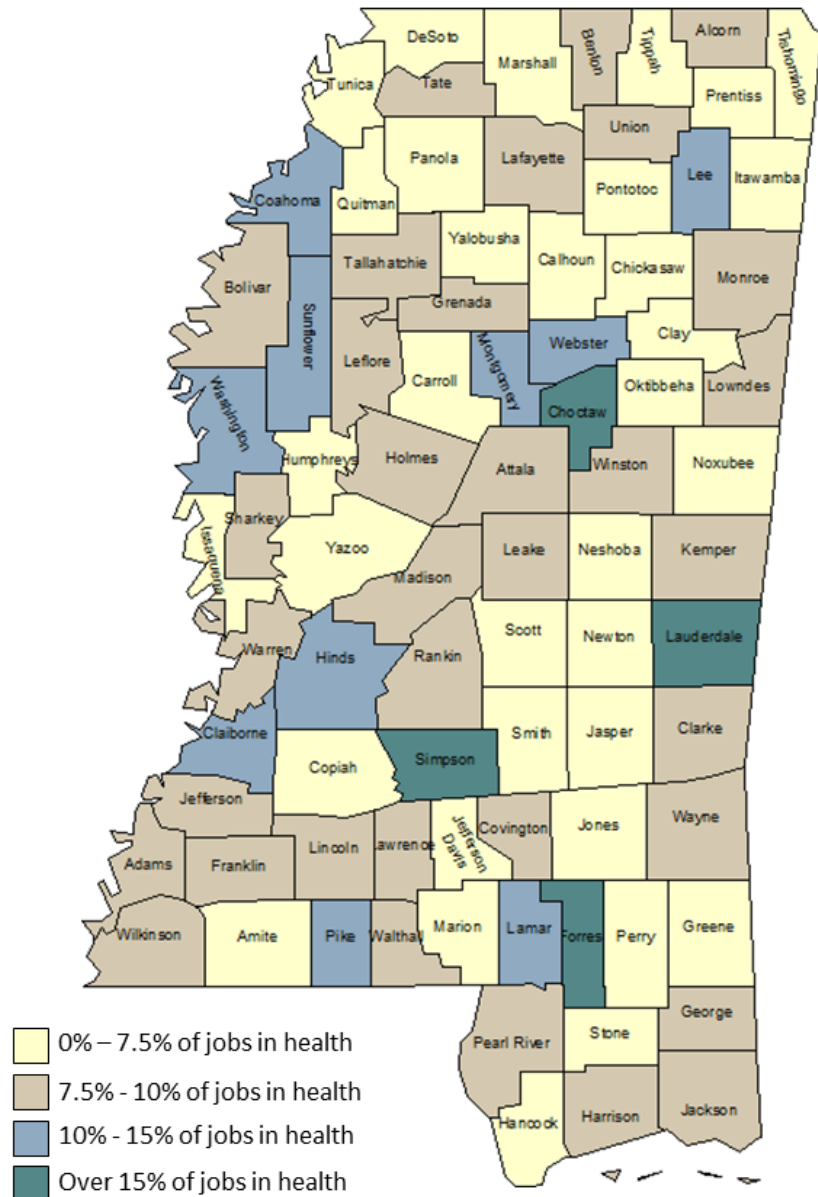 DeSoto
Marshall
Benton
Tippah
Alcorn
Tishomingo
Tunica
Tate
Prentiss
Union
Panola
Lafayette
Coahoma
Quitman
Pontotoc
Lee
Itawamba
Yalobusha
Calhoun
Chickasaw
Tallahatchie
Monroe
Bolivar
Sunflower
Grenada
Webster
Clay
Leflore
Montgomery
Carroll
Oktibbeha
Lowndes
Washington
Choctaw
Humphreys
Holmes
Attala
Winston
Noxubee
Sharkey
Issaquena
Yazoo
Leake
Neshoba
Kemper
Madison
Scott
Newton
Lauderdale
Warren
Hinds
Rankin
Claiborne
Simpson
Smith
Jasper
Clarke
Copiah
Jefferson
Lincoln
Lawrence
Jefferson
Davis
Covington
Jones
Wayne
Adams
Franklin
Wilkinson
Amite
Pike
Walthall
Marion
Lamar
Forres
Perry
Greene
Pearl River
Stone
George
Hancock
Harrison
Jackson
0% – 7.5% of jobs in health
7.5% - 10% of jobs in health
10% - 15% of jobs in health
Over 15% of jobs in health